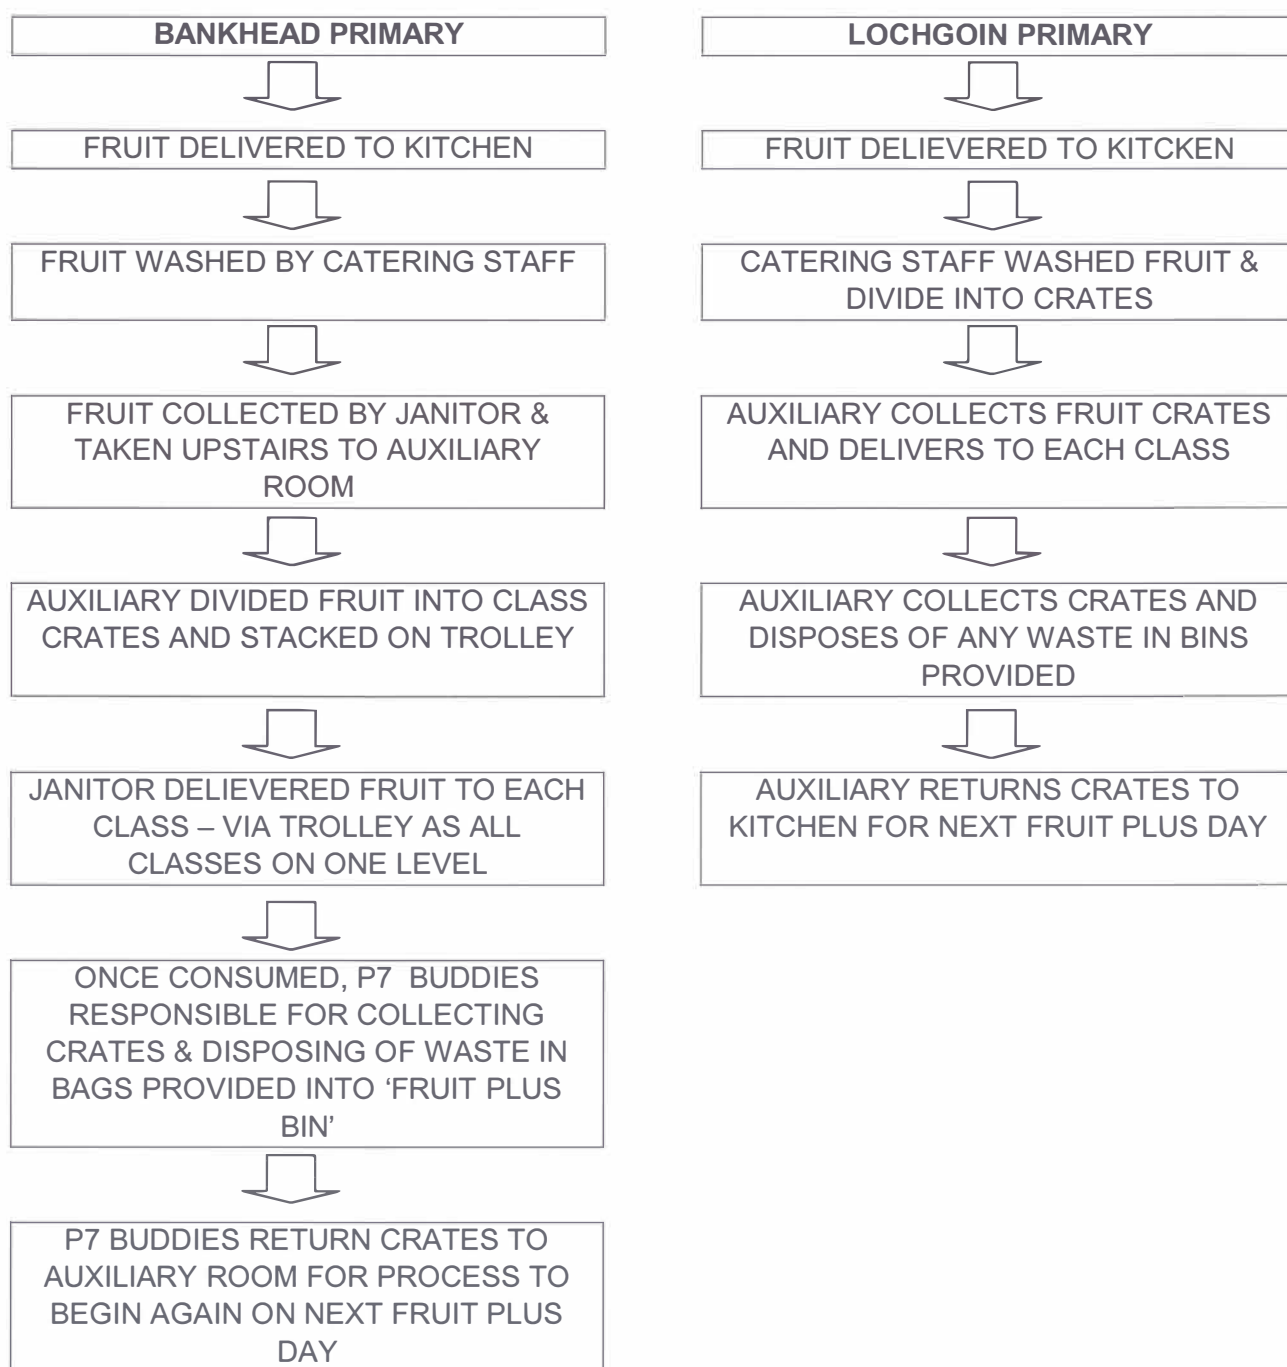 BANKHEAD PRIMARY
FRUIT DELIVERED TO KITCHEN
FRUIT WASHED BY CATERING STAFF
FRUIT COLLECTED BY JANITOR &
TAKEN UPSTAIRS TO AUXILIARY
ROOM
AUXILIARY DIVIDED FRUIT INTO CLASS
CRATES AND STACKED ON TROLLEY
JANITOR DELIEVERED FRUIT TO EACH
CLASS – VIA TROLLEY AS ALL
CLASSES ON ONE LEVEL
ONCE CONSUMED, P7 BUDDIES
RESPONSIBLE FOR COLLECTING
CRATES & DISPOSING OF WASTE IN
BAGS PROVIDED INTO ‘FRUIT PLUS
BIN’
P7 BUDDIES RETURN CRATES TO
AUXILIARY ROOM FOR PROCESS TO
BEGIN AGAIN ON NEXT FRUIT PLUS
DAY
LOCHGOIN PRIMARY
FRUIT DELIEVERED TO KITCKEN
CATERING STAFF WASHED FRUIT &
DIVIDE INTO CRATES
AUXILIARY COLLECTS FRUIT CRATES
AND DELIVERS TO EACH CLASS
AUXILIARY COLLECTS CRATES AND
DISPOSES OF ANY WASTE IN BINS
PROVIDED
AUXILIARY RETURNS CRATES TO
KITCHEN FOR NEXT FRUIT PLUS DAY